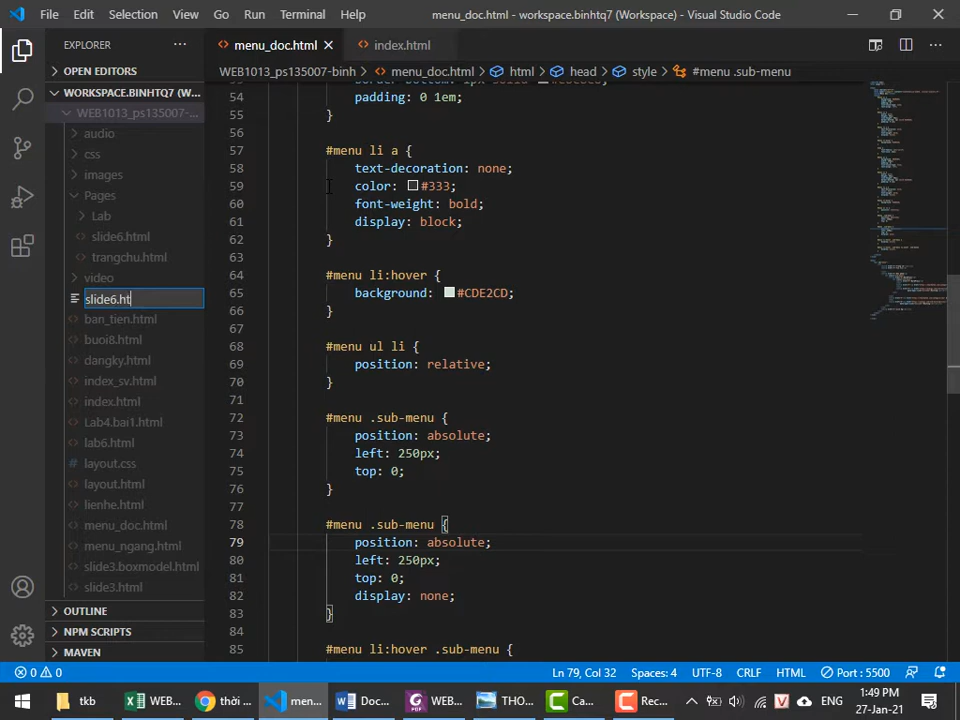 File Edit Selection View Go Run Terminal Help menu_doc.html - workspace.binhtq7 (Workspace) - Visual Studio Code
EXPLORER
menu_doc.html
index.html
OPEN EDITORS
WORKSPACE.BINHTQ7 (W...
WEB1013_ps135007-...
audio
css
images
Pages
Lab
slide6.html
trangchu.html
video
slide6.ht
ban_tien.html
buoi8.html
dangky.html
index_sv.html
index.html
Lab4.bai1.html
lab6.html
layout.css
layout.html
lienhe.html
menu_doc.html
menu_ngang.html
slide3.boxmodel.html
slide3.html
OUTLINE
NPM SCRIPTS
MAVEN
WEB1013_ps135007-binh > menu_doc.html > html > head > style > #menu .sub-menu
54 padding: 0 1em;
55 }
56
57 #menu li a {
58 text-decoration: none;
59 color: #333;
60 font-weight: bold;
61 display: block;
62 }
63
64 #menu li:hover {
65 background: #CDE2CD;
66 }
67
68 #menu ul li {
69 position: relative;
70 }
71
72 #menu .sub-menu {
73 position: absolute;
74 left: 250px;
75 top: 0;
76 }
77
78 #menu .sub-menu {
79 position: absolute;
80 left: 250px;
81 top: 0;
82 display: none;
83 }
84
85 #menu li:hover .sub-menu {
0 0 Ln 79, Col 32 Spaces: 4 UTF-8 CRLF HTML Port : 5500
tkb WEB... thời ... men... Doc... WEB... THO... Ca... Rec... ENG 1:49 PM
27-Jan-21